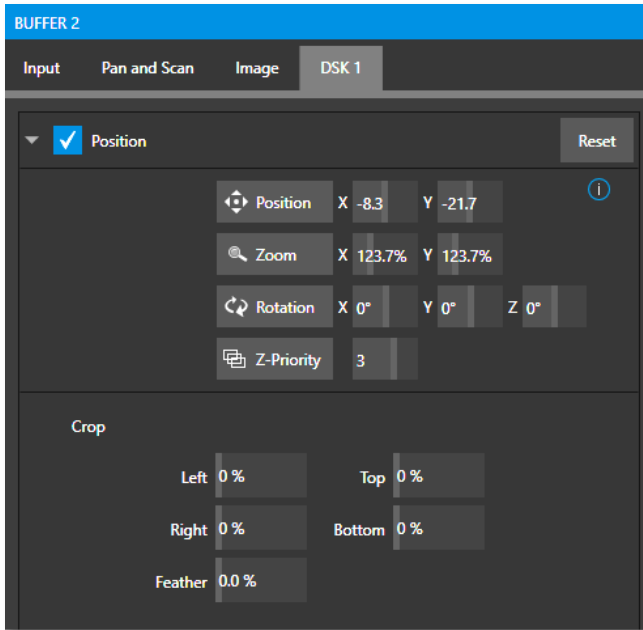 BUFFER 2
Input Pan and Scan Image DSK 1
Position Reset
Position X -8.3 Y -21.7
Zoom X 123.7% Y 123.7%
Rotation X 0° Y 0° Z 0°
Z-Priority 3
Crop
Left 0 % Top 0 %
Right 0 % Bottom 0 %
Feather 0.0 %